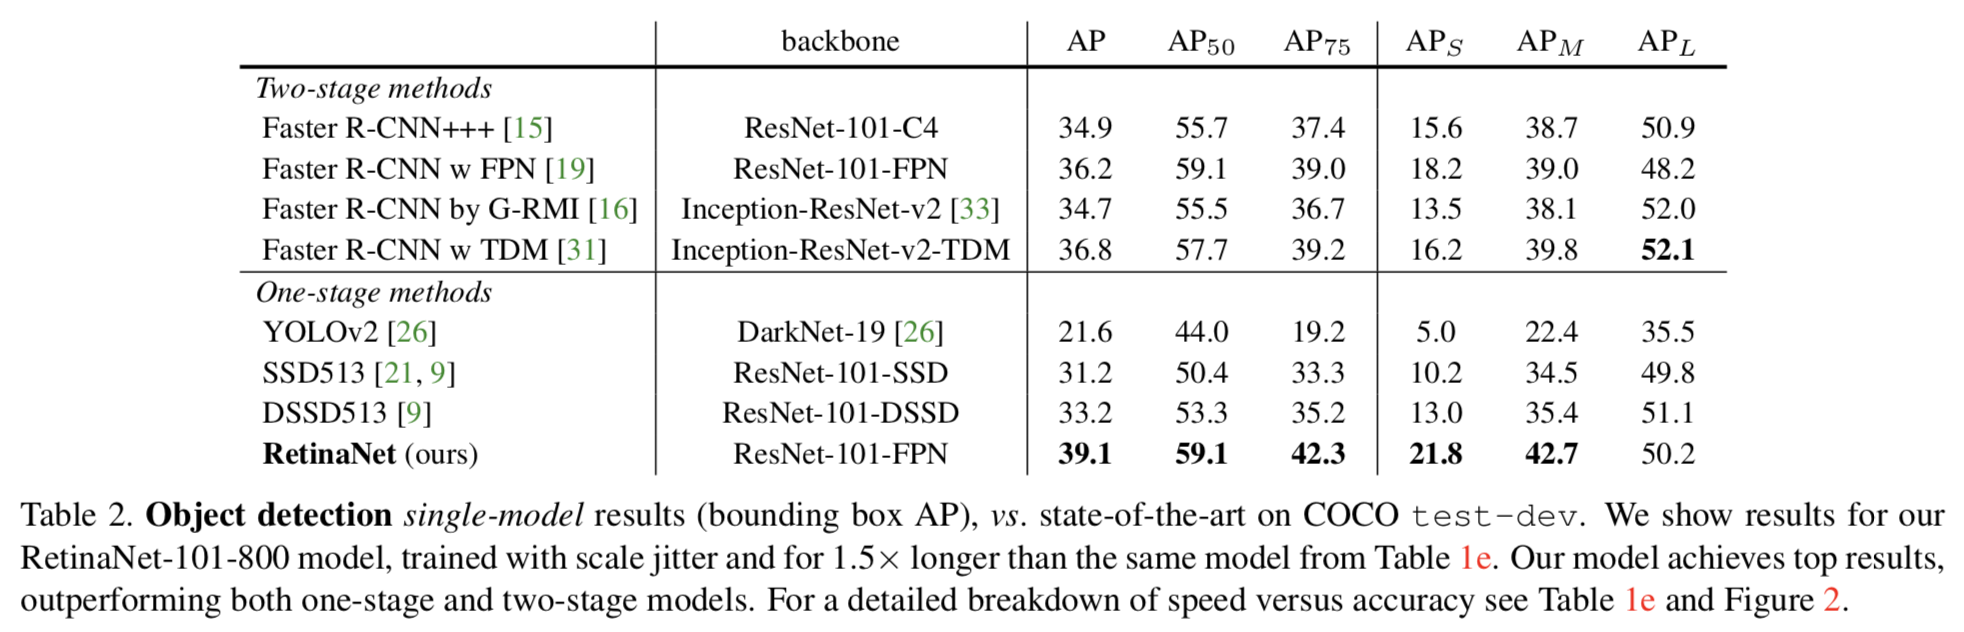 backbone AP AP50 AP75 APS APM APL
Two-stage methods
Faster R-CNN+++ [15] ResNet-101-C4 34.9 55.7 37.4 15.6 38.7 50.9
Faster R-CNN w FPN [19] ResNet-101-FPN 36.2 59.1 39.0 18.2 39.0 48.2
Faster R-CNN by G-RMI [16] Inception-ResNet-v2 [33] 34.7 55.5 36.7 13.5 38.1 52.0
Faster R-CNN w TDM [31] Inception-ResNet-v2-TDM 36.8 57.7 39.2 16.2 39.8 52.1
One-stage methods
YOLOv2 [26] DarkNet-19 [26] 21.6 44.0 19.2 5.0 22.4 35.5
SSD513 [21, 9] ResNet-101-SSD 31.2 50.4 33.3 10.2 34.5 49.8
DSSD513 [9] ResNet-101-DSSD 33.2 53.3 35.2 13.0 35.4 51.1
RetinaNet (ours) ResNet-101-FPN 39.1 59.1 42.3 21.8 42.7 50.2
Table 2. Object detection single-model results (bounding box AP), vs. state-of-the-art on COCO test-dev. We show results for our
RetinaNet-101-800 model, trained with scale jitter and for 1.5× longer than the same model from Table 1e. Our model achieves top results,
outperforming both one-stage and two-stage models. For a detailed breakdown of speed versus accuracy see Table 1e and Figure 2.